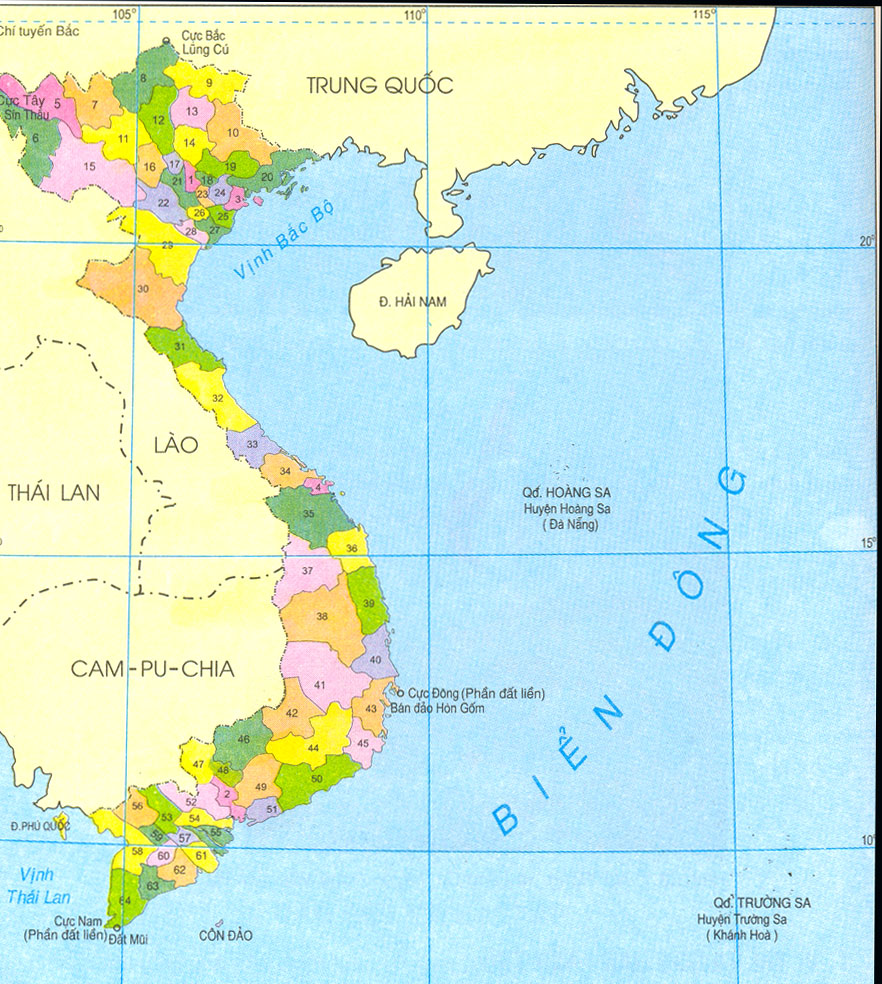 105°
110°
115°
Chí tuyến Bắc
Cực Bắc
Lũng Cú
TRUNG QUỐC
Cực Tây
Sín Thầu
5
7
8
9
6
11
12
13
10
14
15
16
17
1
18
19
20
21
22
23
24
3
26
25
28
27
29
20°
Vịnh Bắc Bộ
30
Đ. HẢI NAM
31
32
LÀO
33
34
4
THÁI LAN
35
Qđ. HOÀNG SA
Huyện Hoàng Sa
( Đà Nẵng)
36
15°
37
38
39
40
CAM-PU-CHIA
41
Cực Đông (Phần đất liền)
Bán đảo Hòn Gốm
42
43
BIỂN ĐÔNG
46
44
45
47
48
49
50
52
2
51
56
53
54
Đ.PHÚ QUỐC
59
57
55
10°
58
60
61
62
Vịnh
Thái Lan
63
64
Cực Nam
(Phần đất liền)
Đất Mũi
CÔN ĐẢO
Qđ. TRƯỜNG SA
Huyện Trường Sa
( Khánh Hoà )